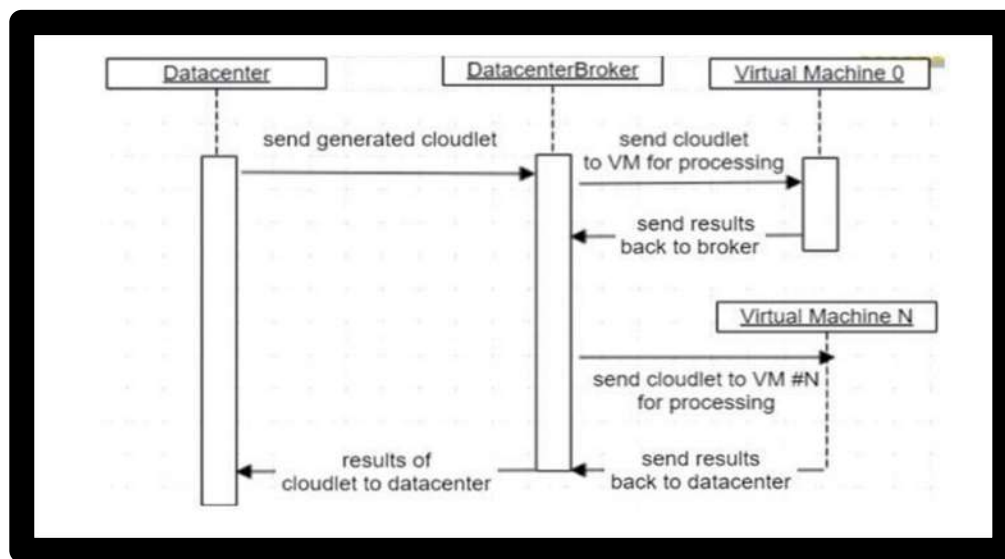 Datacenter
DatacenterBroker
Virtual Machine 0
send generated cloudlet
send cloudlet
to VM for processing
send results
back to broker
Virtual Machine N
send cloudlet to VM #N
for processing
results of
cloudlet to datacenter
send results
back to datacenter